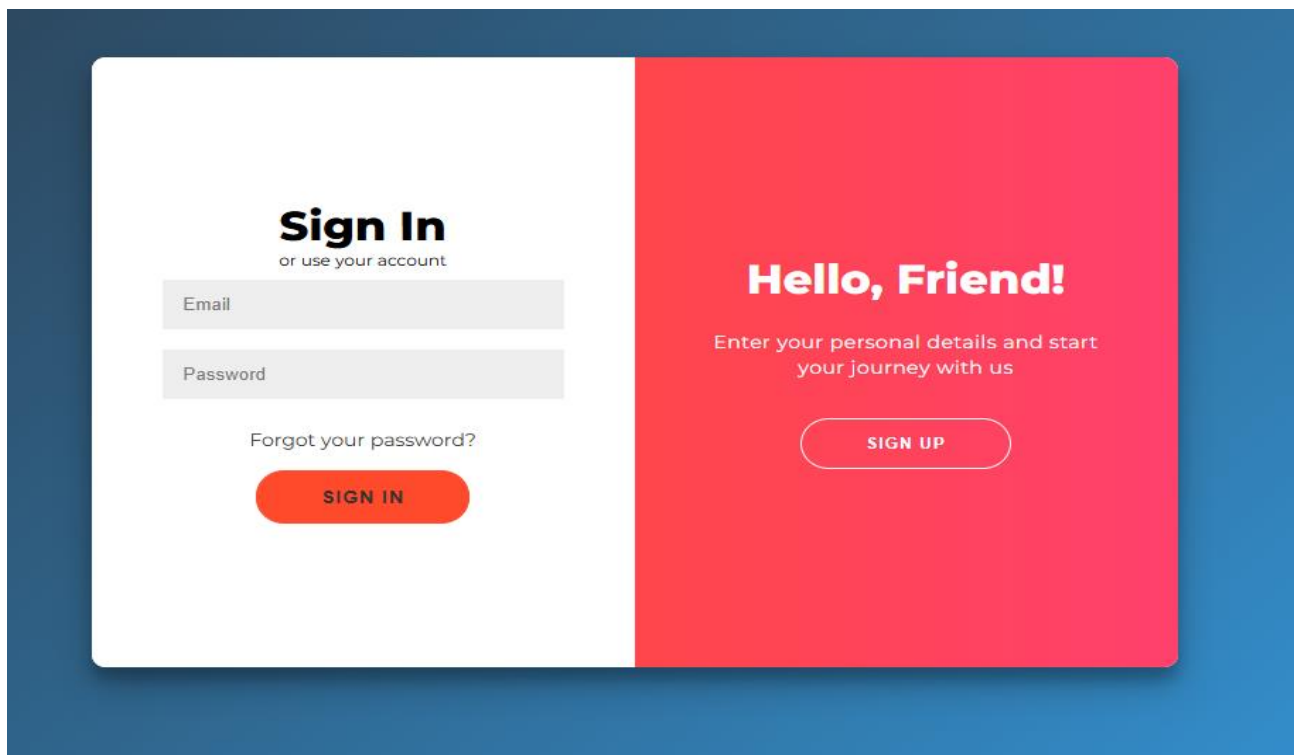 Sign In
or use your account
Email
Password
Forgot your password?
SIGN IN
Hello, Friend!
Enter your personal details and start
your journey with us
SIGN UP